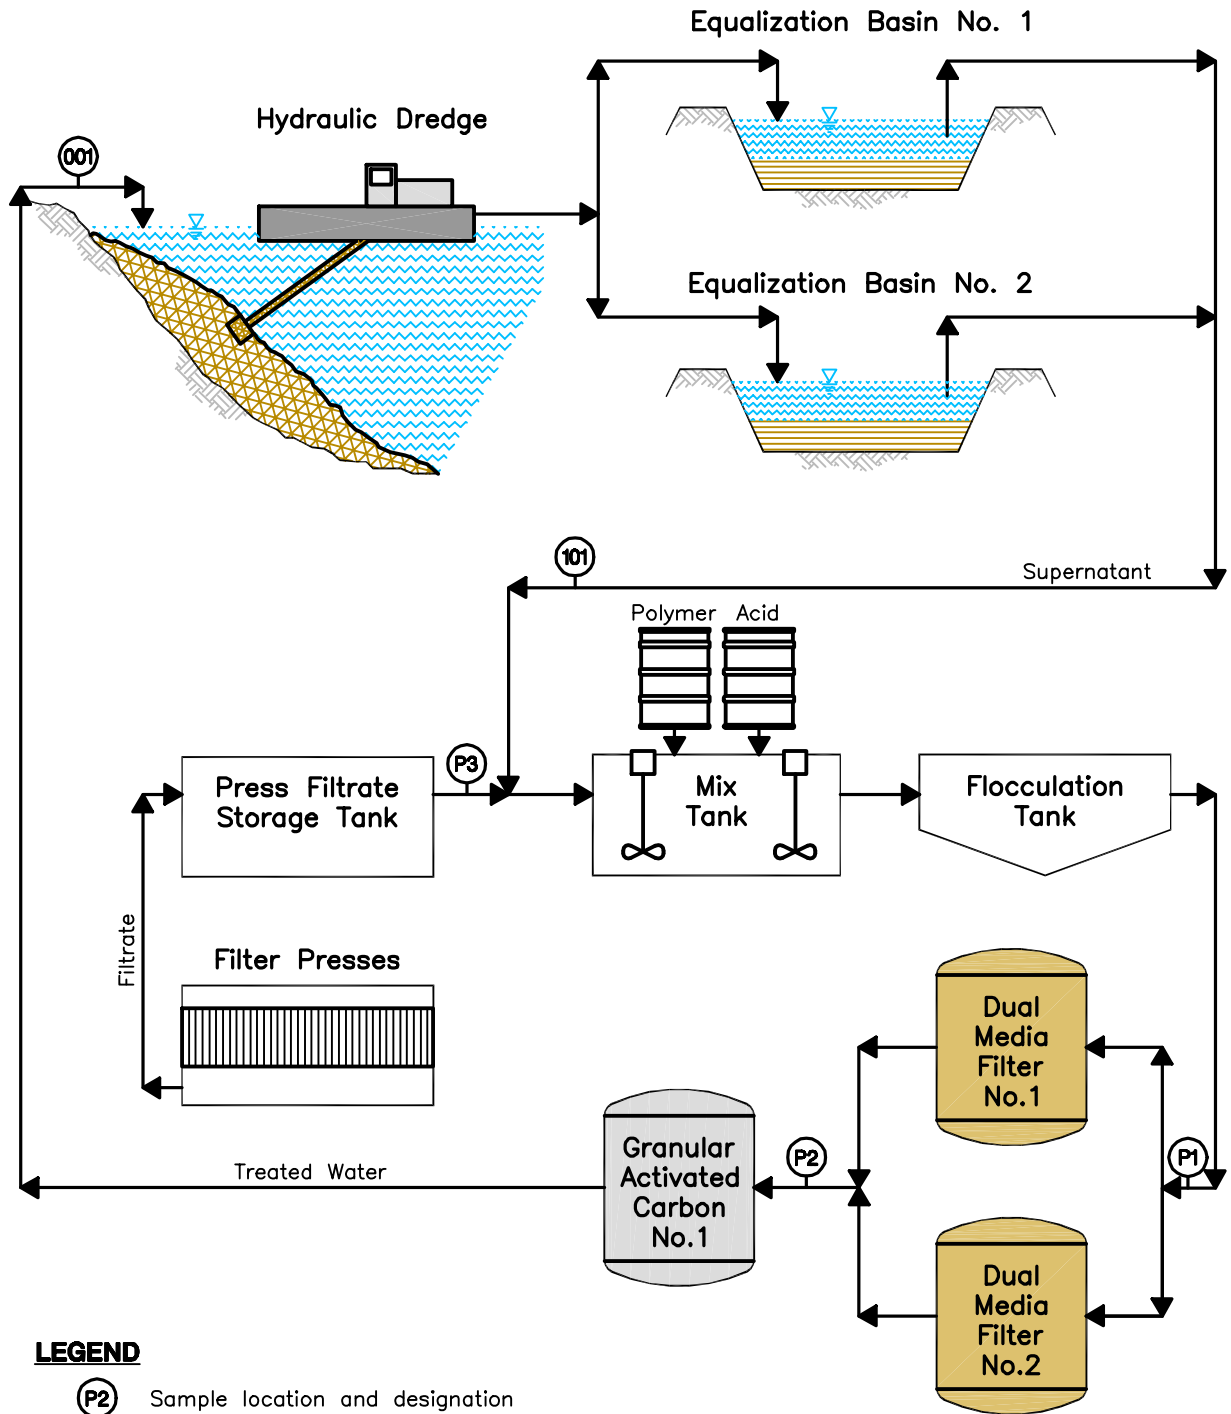 Equalization Basin No. 1
Hydraulic Dredge
001
Equalization Basin No. 2
101
Supernatant
Polymer
Acid
P3
Press Filtrate
Storage Tank
Mix
Tank
Flocculation
Tank
Filtrate
Filter Presses
Dual
Media
Filter
No.1
Granular
Activated
Carbon
No.1
P2
P1
Treated Water
Dual
Media
Filter
No.2
LEGEND
P2 Sample location and designation